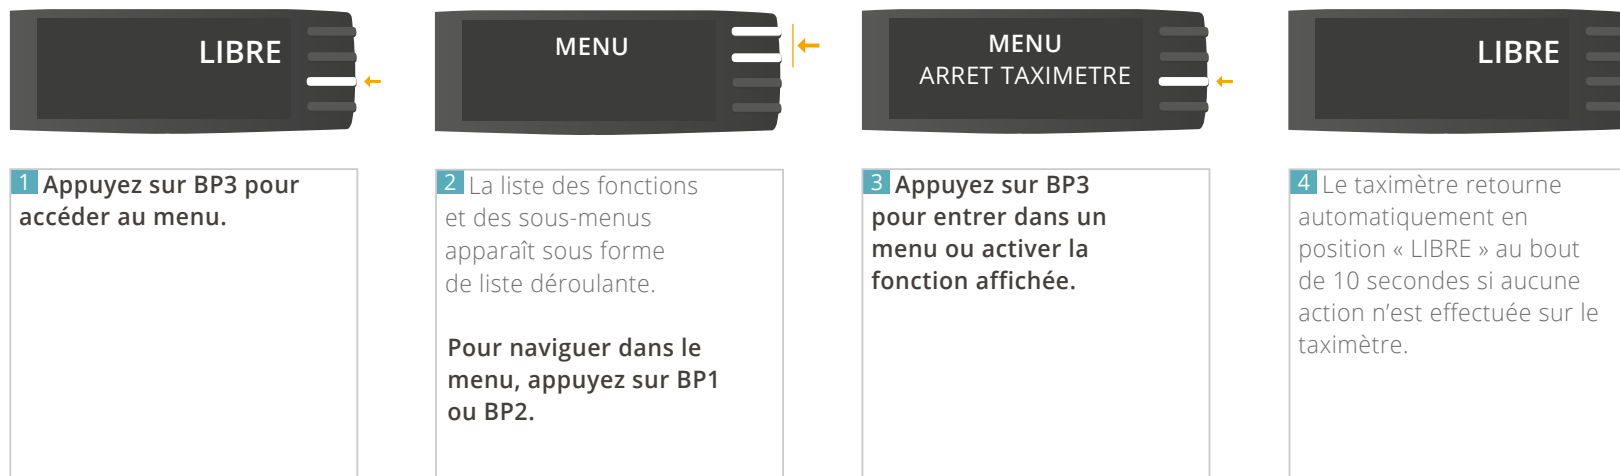 LIBRE
MENU
MENU
ARRET TAXIMETRE
LIBRE
1 Appuyez sur BP3 pour
accéder au menu.
2 La liste des fonctions
et des sous-menus
apparaît sous forme
de liste déroulante.
Pour naviguer dans le
menu, appuyez sur BP1
ou BP2.
3 Appuyez sur BP3
pour entrer dans un
menu ou activer la
fonction affichée.
4 Le taximètre retourne
automatiquement en
position « LIBRE » au bout
de 10 secondes si aucune
action n’est effectuée sur le
taximètre.